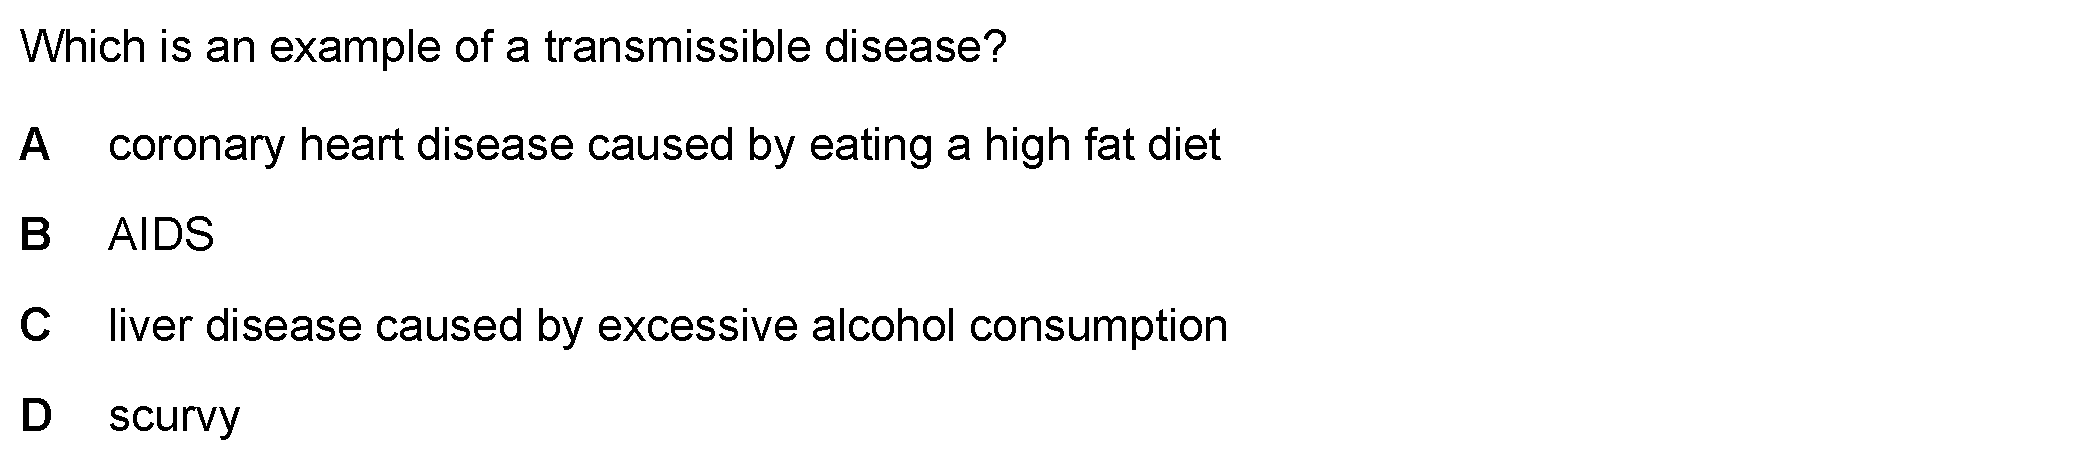 Which is an example of a transmissible disease?
A coronary heart disease caused by eating a high fat diet
B AIDS
C liver disease caused by excessive alcohol consumption
D scurvy